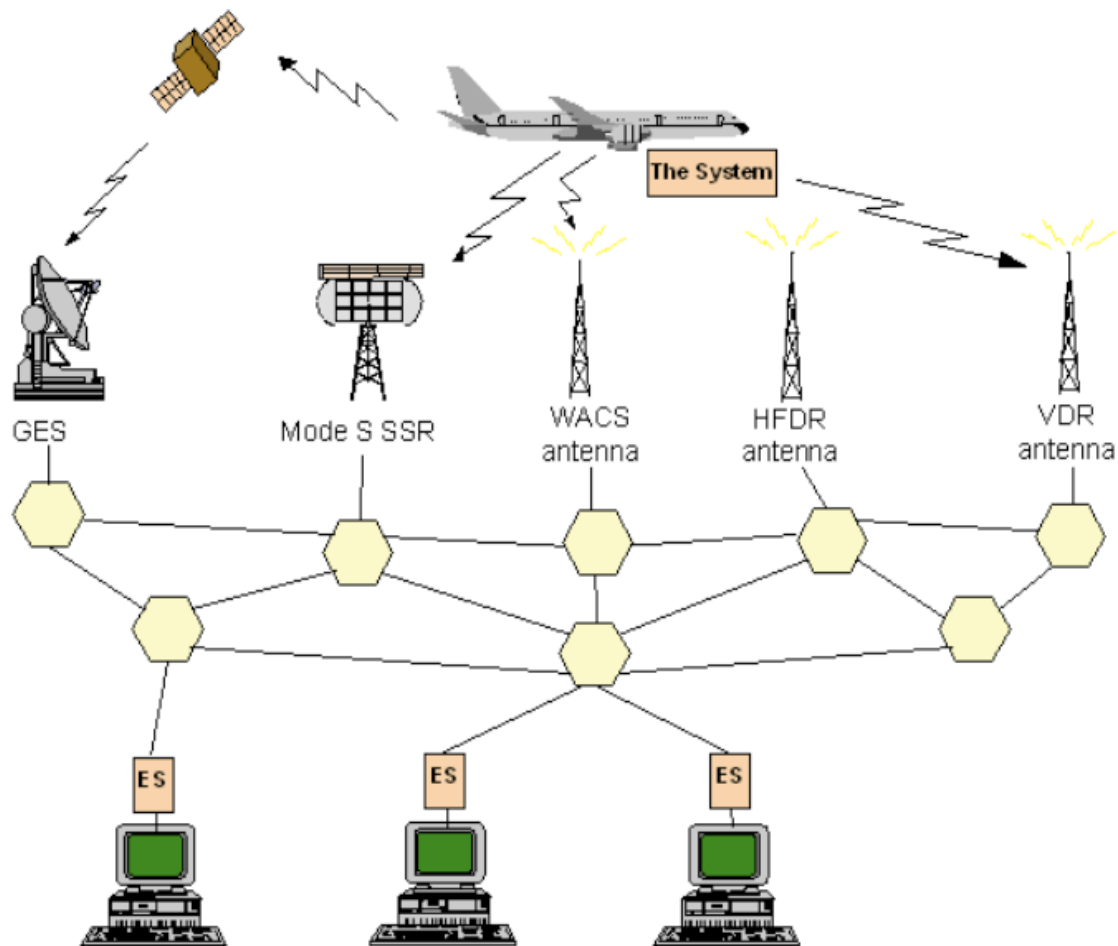 The System
GES
Mode S SSR
WACS
antenna
HFDR
antenna
VDR
antenna
ES
ES
ES